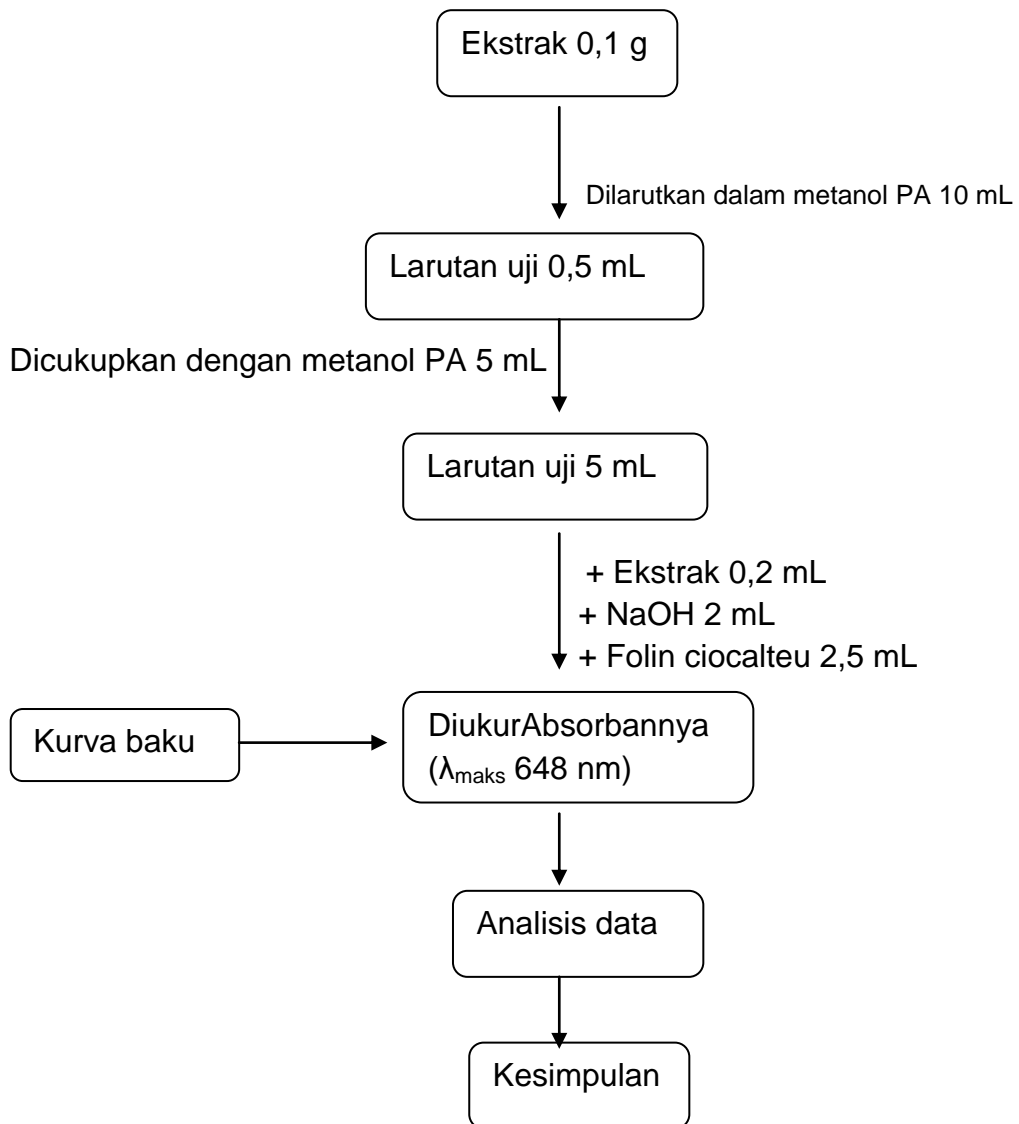 Ekstrak 0,1 g
Dilarutkan dalam metanol PA 10 mL
Larutan uji 0,5 mL
Dicukupkan dengan metanol PA 5 mL
Larutan uji 5 mL
+ Ekstrak 0,2 mL
+ NaOH 2 mL
+ Folin ciocalteu 2,5 mL
Kurva baku
DiukurAbsorbannya
(λmaks 648 nm)
Analisis data
Kesimpulan